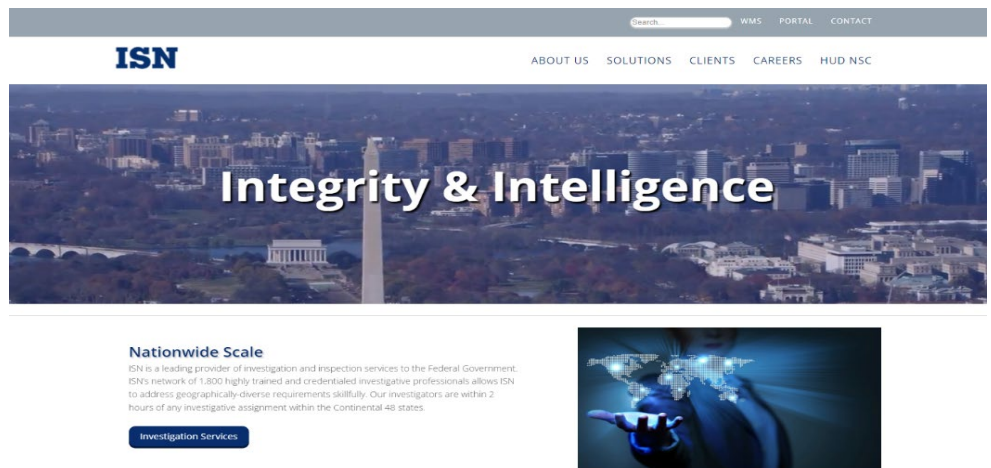 Search...
WMS PORTAL CONTACT
ISN
ABOUT US SOLUTIONS CLIENTS CAREERS HUD NSC
Integrity & Intelligence
Nationwide Scale
ISN is a leading provider of investigation and inspection services to the Federal Government.
ISN's network of 1,800 highly trained and credentialed investigative professionals allows ISN
to address geographically-diverse requirements skillfully. Our investigators are within 2
hours of any investigative assignment within the Continental 48 states.
Investigation Services